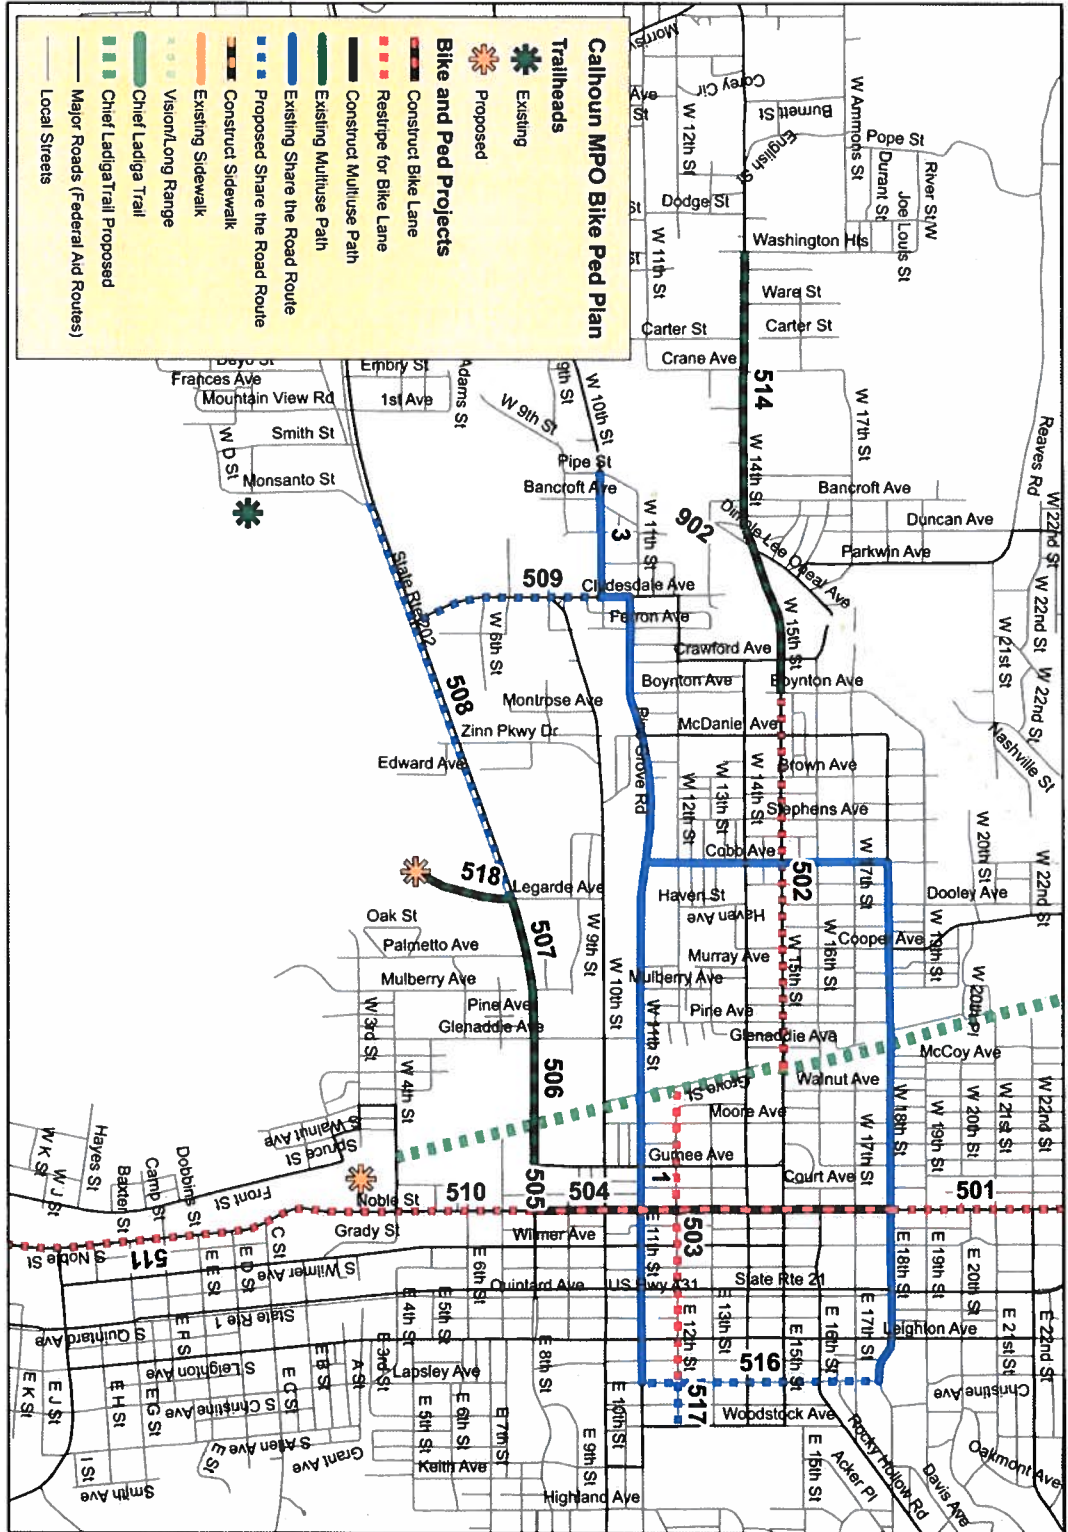 Calhoun MPO Bike Ped Plan
Trailheads
Existing
Proposed
Bike and Ped Projects
Construct Bike Lane
Restripe for Bike Lane
Construct Multiuse Path
Existing Multiuse Path
Existing Share the Road Route
Proposed Share the Road Route
Construct Sidewalk
Existing Sidewalk
Vision/Long Range
Chief Ladiga Trail
Chief LadigaTrail Proposed
Major Roads (Federal Aid Routes)
Local Streets
Corey Cir
Burnett St
W Ammons St
Pope St
River St/W
Joe Louis St
Durant St
English St
W 12th St
Dodge St
Washington Hts
W 11th St
Ware St
Carter St
Carter St
Crane Ave
514
W 14th St
W 17th St
Reaves Rd
Frances Ave
Mountain View Rd
Embry St
1st Ave
Adams St
9th St
W 10th St
W 9th St
Smith St
W D St
Monsanto St
Pipe St
Bancroft Ave
Bancroft Ave
Duncan Ave
Parkwin Ave
W 22nd St
W 22nd St
W 22nd St
W 21st St
Nashville St
902
W 11th St
3
509
Clydesdale Ave
Ferron Ave
State Rte 202
W 6th St
508
W 15th St
Crawford Ave
Boynton Ave
Boynton Ave
Montrose Ave
McDaniel Ave
Zinn Pkwy Dr
Edward Ave
Brown Ave
W 14th St
W 13th St
W 12th St
Stephens Ave
Cobb Ave
W 17th St
W 20th St
W 22nd St
502
518
Legarde Ave
Haven St
Haven Ave
Dooley Ave
Oak St
Palmetto Ave
507
W 9th St
Cooper Ave
W 19th St
Murray Ave
W 15th St
W 16th St
Mulberry Ave
Mulberry Ave
W 10th St
W 20th Pl
Pine Ave
Pine Ave
Glenaddie Ave
Glenaddie Ave
W 3rd St
W 4th St
W 11th St
506
McCoy Ave
Walnut Ave
Grove St
Moore Ave
W 18th St
W 19th St
W 20th St
W 21st St
W 22nd St
W 17th St
S Walnut Ave
Spruce St
Gurnee Ave
Court Ave
W K St
W J St
Hayes St
Baxter St
Camp St
Dobbins St
Front St
Noble St
510
505
504
1
501
503
S Noble St
511
Grady St
Wilmer Ave
E 11th St
E 18th St
E 19th St
E 20th St
C St
E D St
E E St
S Wilmer Ave
E 6th St
Quintard Ave
US Hwy 431
State Rte 21
State Rte 1
S Quintard Ave
E F St
E 4th St
E 5th St
E 12th St
E 13th St
E 16th St
E 17th St
Leighton Ave
E 21st St
E 22nd St
S Leighton Ave
E B St
A St
E 3rd St
Lapsley Ave
E 8th St
516
E 15th St
E K St
E J St
E H St
E G St
S Christine Ave
E C St
E 5th St
E 6th St
E 7th St
E 10th St
517
Woodstock Ave
Christine Ave
S Allen Ave
E St
Grant Ave
Keith Ave
E 9th St
E 15th St
Acker Pl
Rocky Hollow Rd
Davis Ave
Oakmont Ave
I St
Smith Ave
Highland Ave